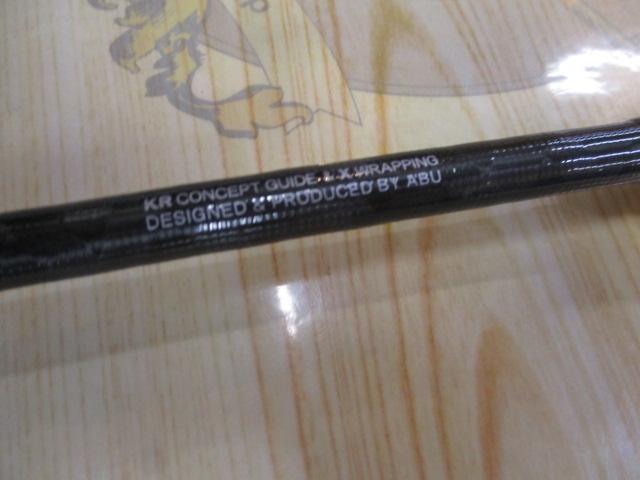 KR CONCEPT GUIDE & X WRAPPING
DESIGNED & PRODUCED BY ABU